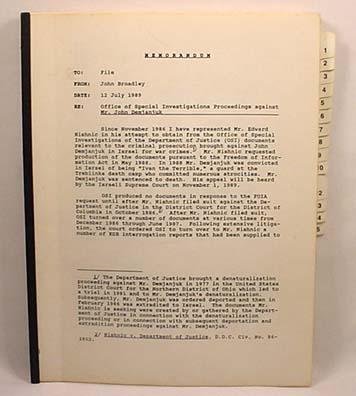 MEMORANDUM
TO: File
FROM: John Broadley
DATE: 12 July 1989
RE: Office of Special Investigations Proceedings against
Mr. John Demjanjuk
Since November 1986 I have represented Mr. Edward
Nishnic in his attempt to obtain from the Office of Special
Investigations of the Department of Justice (OSI) documents
relevant to the criminal prosecution brought against John
Demjanjuk in Israel for war crimes. Mr. Nishnic requested
production of the documents pursuant to the Freedom of Infor-
mation Act in May 1986. In 1988 Mr. Demjanjuk was convicted
in Israel of being "Ivan the Terrible," a guard at the
Treblinka death camp who committed numerous atrocities. Mr.
Demjanjuk was sentenced to death. His appeal will be heard
by the Israeli Supreme Court on November 1, 1989.
OSI produced no documents in response to the FOIA
request until after Mr. Nishnic filed suit against the De-
partment of Justice in the District Court for the District of
Columbia in October 1986. After Mr. Nishnic filed suit,
OSI turned over a number of documents at various times from
December 1986 through June 1987. Following extensive litiga-
tion, the court ordered OSI to turn over to Mr. Nishnic a
number of KGB interrogation reports that had been supplied to
1/ The Department of Justice brought a denaturalization
proceeding against Mr. Demjanjuk in 1977 in the United States
District Court for the Northern District of Ohio which led to
a trial in 1981 and to Mr. Demjanjuk's denaturalization.
Subsequently, Mr. Demjanjuk was ordered deported and then in
February 1986 was extradited to Israel. The documents Mr.
Nishnic is seeking were created by or gathered by the Depart-
ment of Justice in connection with the denaturalization
proceeding or in connection with subsequent deportation and
extradition proceedings against Mr. Demjanjuk.
2/ Nishnic v. Department of Justice, D.D.C. Civ. No. 86-
1
2
3
4
5